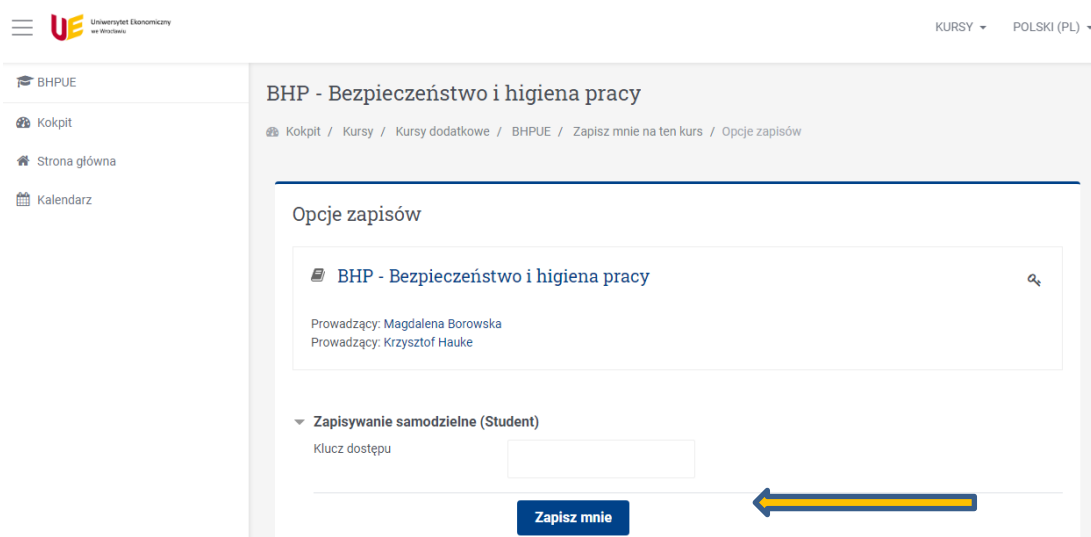 UE Uniwersytet Ekonomiczny
we Wrocławiu
KURSY
POLSKI (PL)
BHPUE
Kokpit
Strona główna
Kalendarz
BHP - Bezpieczeństwo i higiena pracy
Kokpit / Kursy / Kursy dodatkowe / BHPUE / Zapisz mnie na ten kurs / Opcje zapisów
Opcje zapisów
BHP - Bezpieczeństwo i higiena pracy
Prowadzący: Magdalena Borowska
Prowadzący: Krzysztof Hauke
Zapisywanie samodzielne (Student)
Klucz dostępu
Zapisz mnie